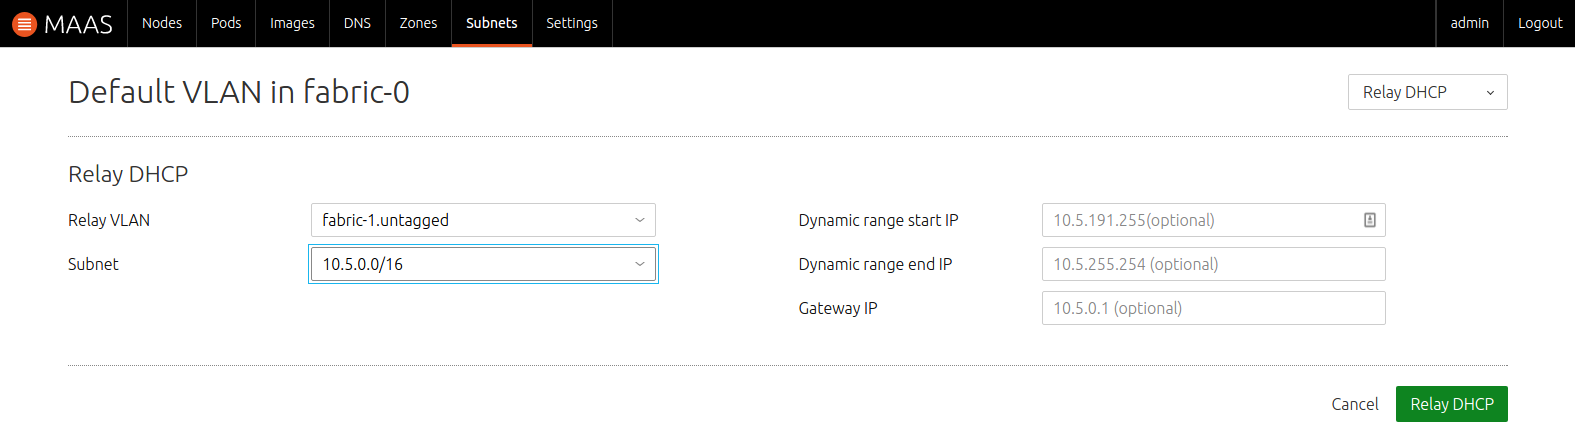 MAAS Nodes Pods Images DNS Zones Subnets Settings admin Logout
Default VLAN in fabric-0 Relay DHCP
Relay DHCP
Relay VLAN fabric-1.untagged Dynamic range start IP 10.5.191.255(optional)
Subnet 10.5.0.0/16 Dynamic range end IP 10.5.255.254 (optional)
Gateway IP 10.5.0.1 (optional)
Cancel Relay DHCP